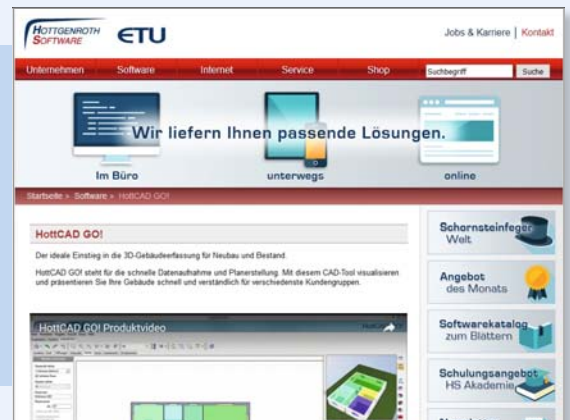 HOTTGENROTH
SOFTWARE
ETU
Jobs & Karriere | Kontakt
Unternehmen Software Internet Service Shop Suchbegriff Suche
Wir liefern Ihnen passende Lösungen.
Im Büro unterwegs online
Startseite » Software » HottCAD GO!
HottCAD GO!
Der ideale Einstieg in die 3D-Gebäudeerfassung für Neubau und Bestand.
HottCAD GO! steht für die schnelle Datenaufnahme und Planerstellung. Mit diesem CAD-Tool visualisieren
und präsentieren Sie Ihre Gebäude schnell und verständlich für verschiedenste Kundengruppen.
HottCAD GO! Produktvideo
Schornsteinfeger
Welt
Angebot
des Monats
Softwarekatalog
zum Blättern
Schulungsangebot
HS Akademie